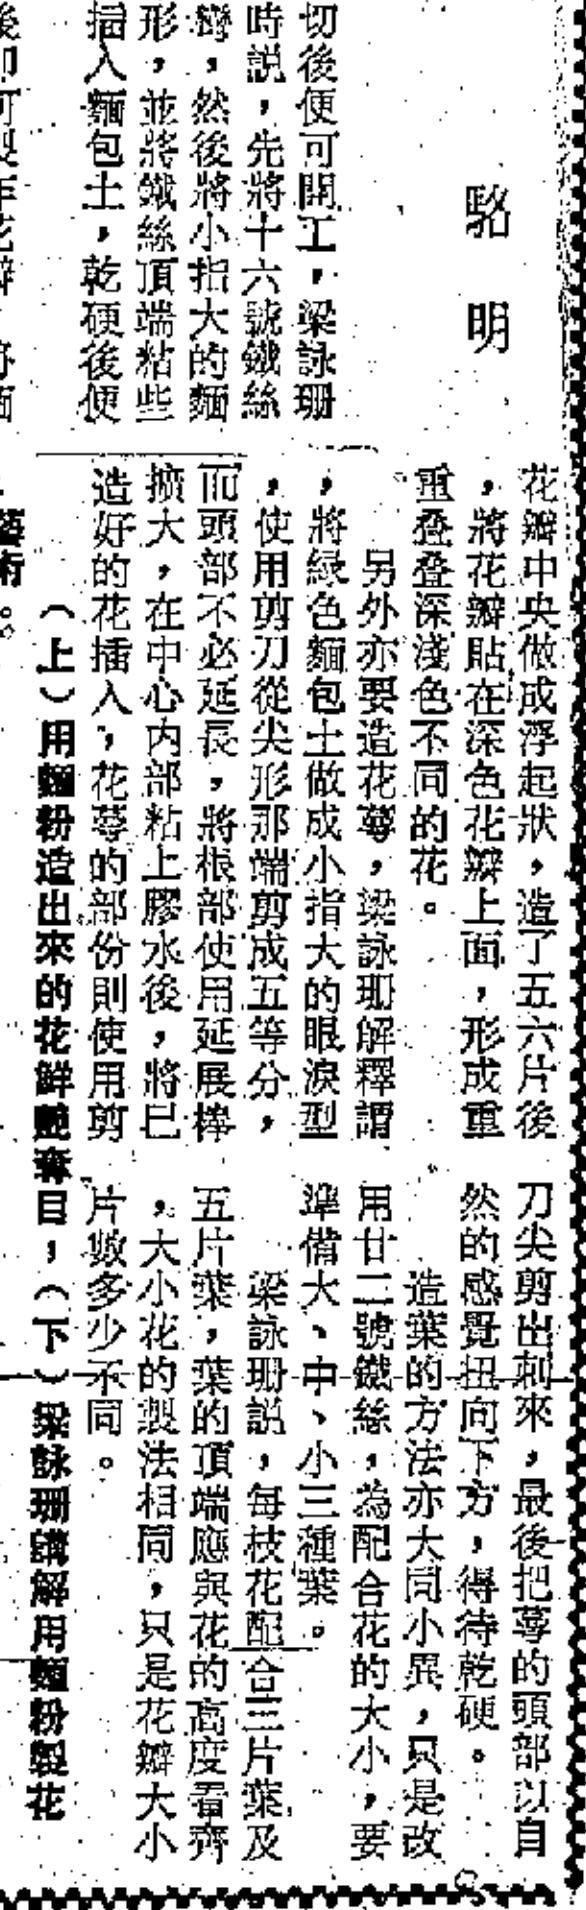 駱明
切後便可開工，梁詠珊
時説，先將十六號鐵絲
彎，然後將小指大的麵
形，並將鐵絲頂端粘些
插入麵包土，乾硬後便
後即可製作花瓣
花瓣中央做成浮起狀，造了五六片後
，將花瓣貼在深色花瓣上面，形成重
重叠叠深淺色不同的花。
另外亦要造花萼，梁詠珊解釋謂
，將綠色麵包土做成小指大的眼淚型
，使用剪刀從尖形那端剪成五等分，
而頭部不必延長，將根部使用延展棒
擴大，在中心内部粘上膠水後，將已
造好的花插入，花萼的部份則使用剪
刀尖剪出刺來，最後把萼的頭部以自
然的感覺扭向下方，得待乾硬。
造葉的方法亦大同小異，只是改
用廿二號鐵絲，為配合花的大小，要
準備大、中、小三種葉。
梁詠珊説，每枝花配合三片葉及
五片葉，葉的頂端應與花的高度看齊
，大小花的製法相同，只是花瓣大小
片數多少不同。
（上）用麵粉造出來的花鮮艷奪目，（下）梁詠珊講解用麵粉製花
藝術。